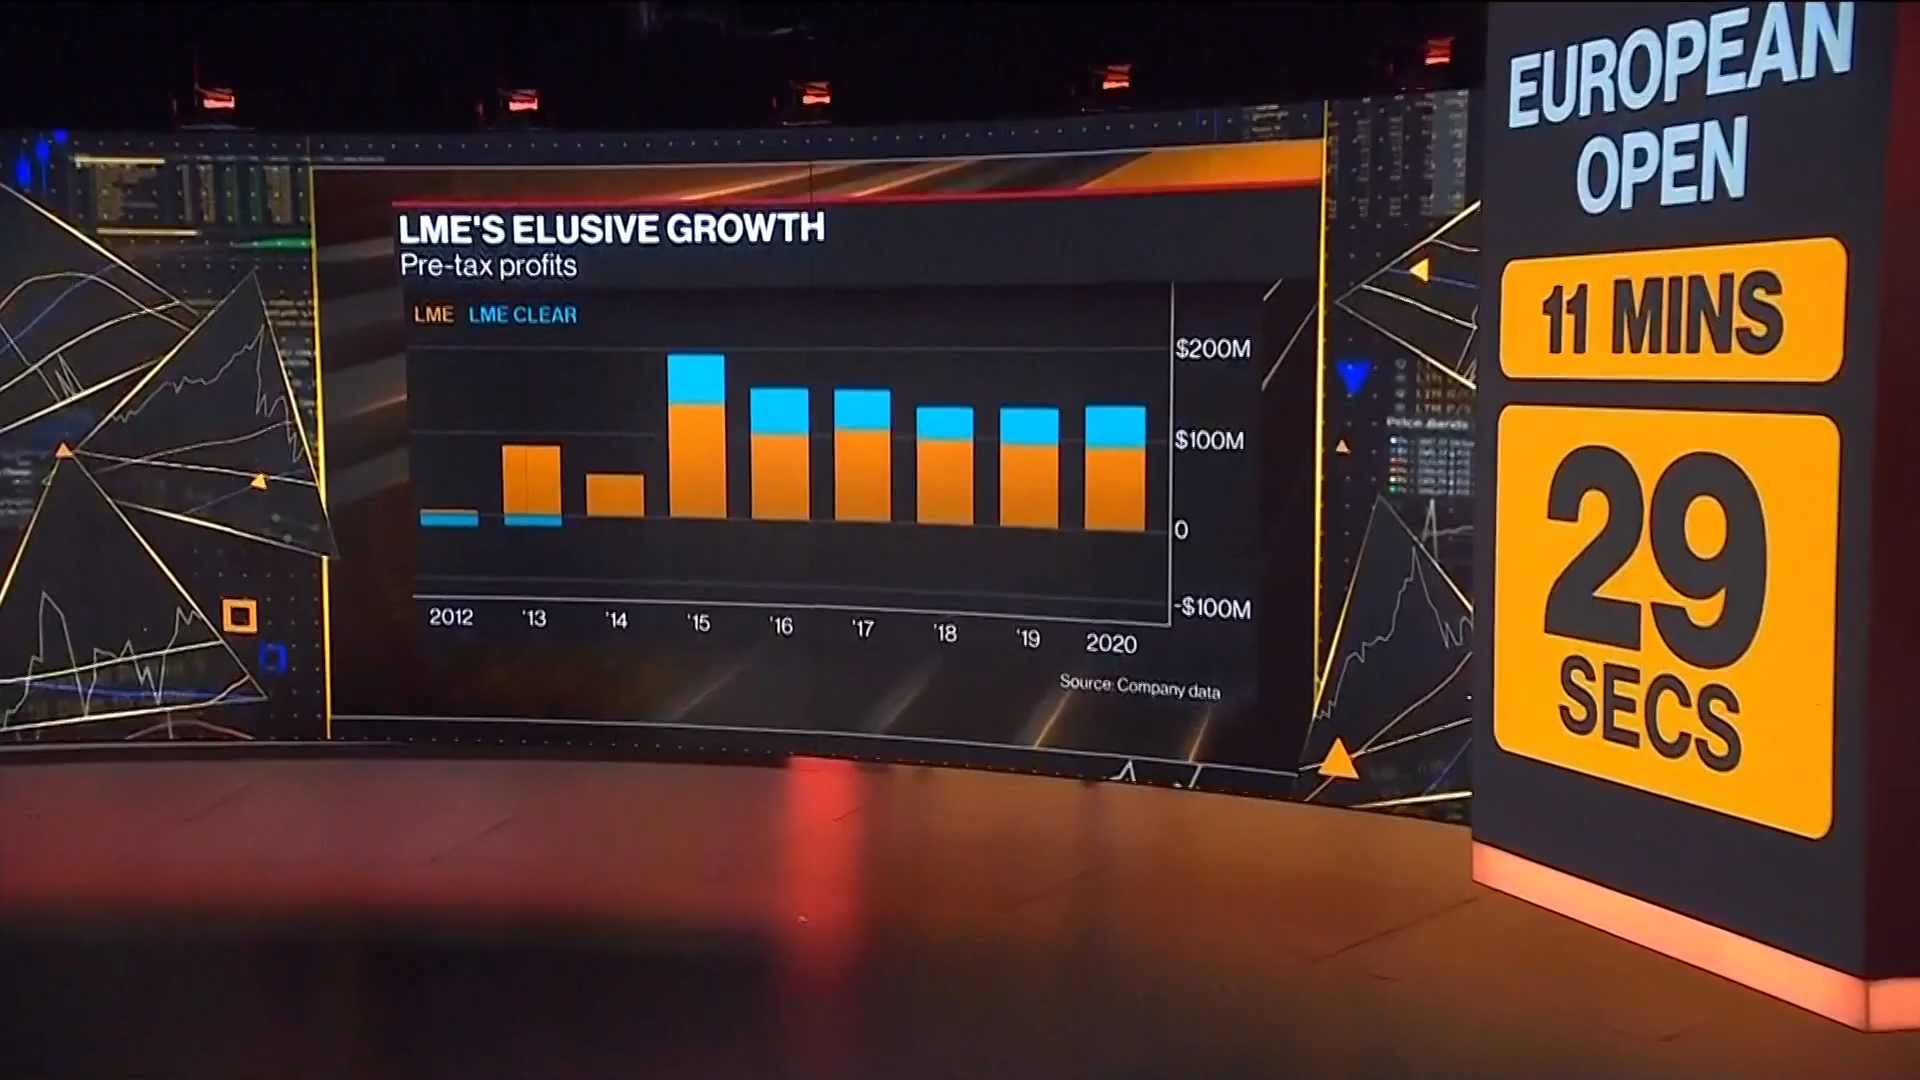 EUROPEAN
OPEN
11 MINS
29
SECS
LME'S ELUSIVE GROWTH
Pre-tax profits
LME LME CLEAR
$200M
$100M
0
-$100M
2012 '13 '14 '15 '16 '17 '18 '19 2020
Source: Company data